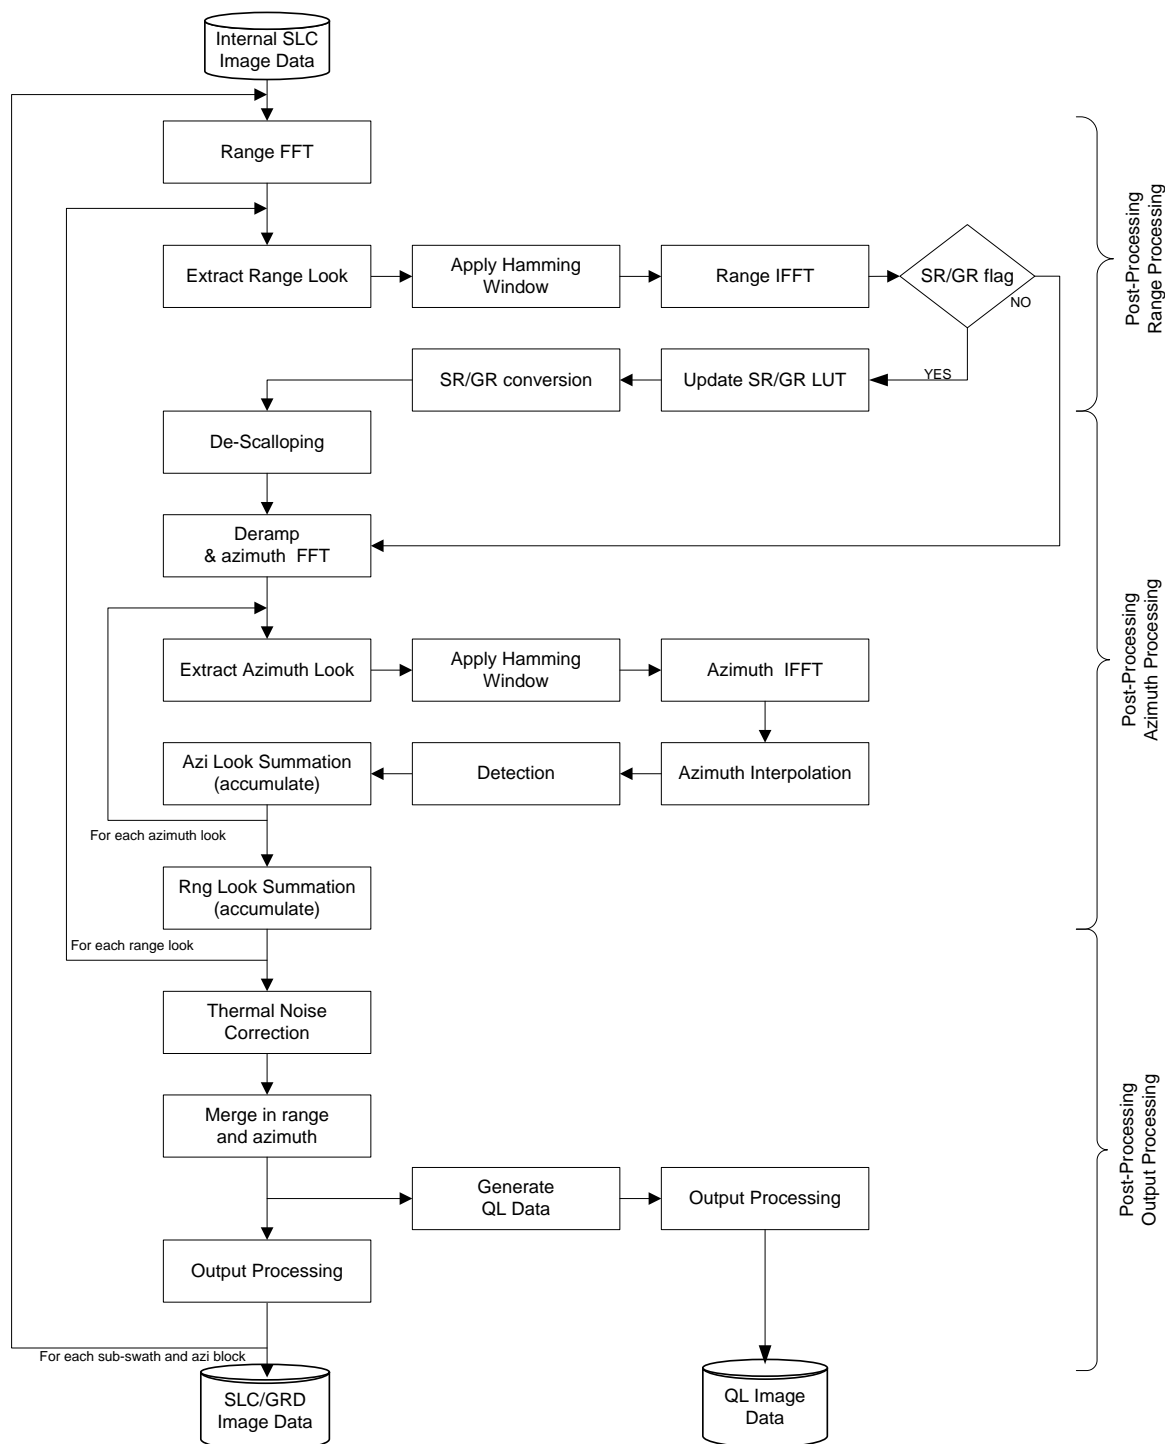 Internal SLC
Image Data
Range FFT
Extract Range Look
Apply Hamming
Window
Range IFFT
SR/GR flag
NO
YES
Update SR/GR LUT
SR/GR conversion
De-Scalloping
Deramp
& azimuth FFT
Extract Azimuth Look
Apply Hamming
Window
Azimuth IFFT
Azimuth Interpolation
Detection
Azi Look Summation
(accumulate)
For each azimuth look
Rng Look Summation
(accumulate)
For each range look
Thermal Noise
Correction
Merge in range
and azimuth
Generate
QL Data
Output Processing
Output Processing
For each sub-swath and azi block
SLC/GRD
Image Data
QL Image
Data
Post-Processing
Range Processing
Post-Processing
Azimuth Processing
Post-Processing
Output Processing